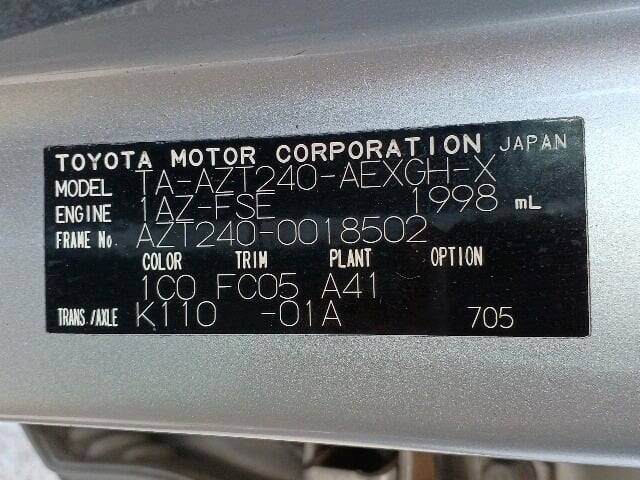 TOYOTA MOTOR CORPORATION JAPAN
MODEL TA-AZT240-AEXGH-X
ENGINE 1AZ-FSE 1998 mL
FRAME No. AZT240-0018502
COLOR TRIM PLANT OPTION
1C0 FC05 A41
TRANS./AXLE K110 -01A 705